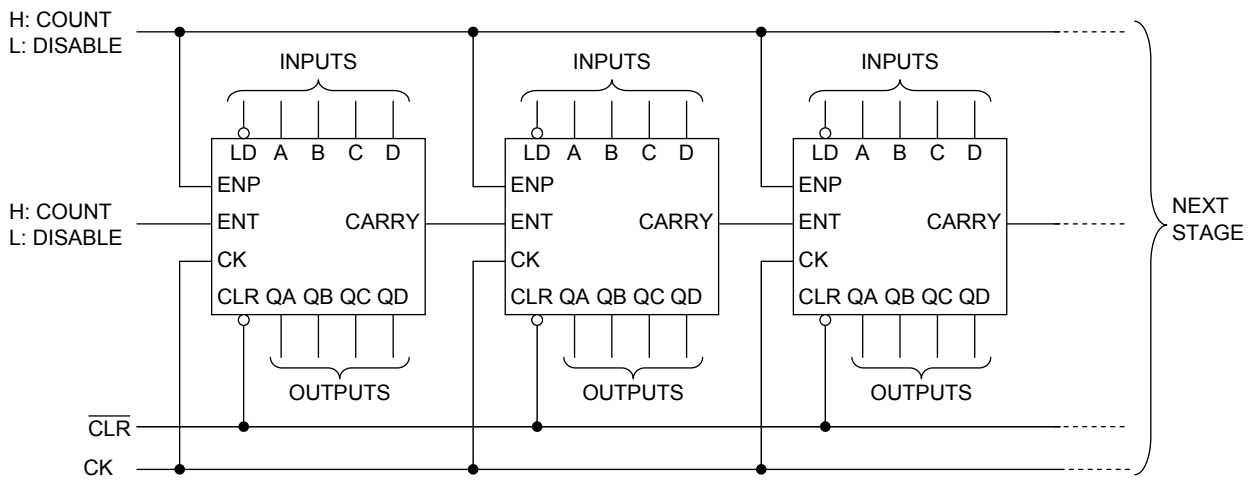 H: COUNT
L: DISABLE
INPUTS
INPUTS
INPUTS
LD A B C D
LD A B C D
LD A B C D
ENP
ENP
ENP
H: COUNT
L: DISABLE
ENT CARRY
ENT CARRY
ENT CARRY
NEXT
STAGE
CK
CK
CK
CLR QA QB QC QD
CLR QA QB QC QD
CLR QA QB QC QD
OUTPUTS
OUTPUTS
OUTPUTS
C̅L̅R̅
CK